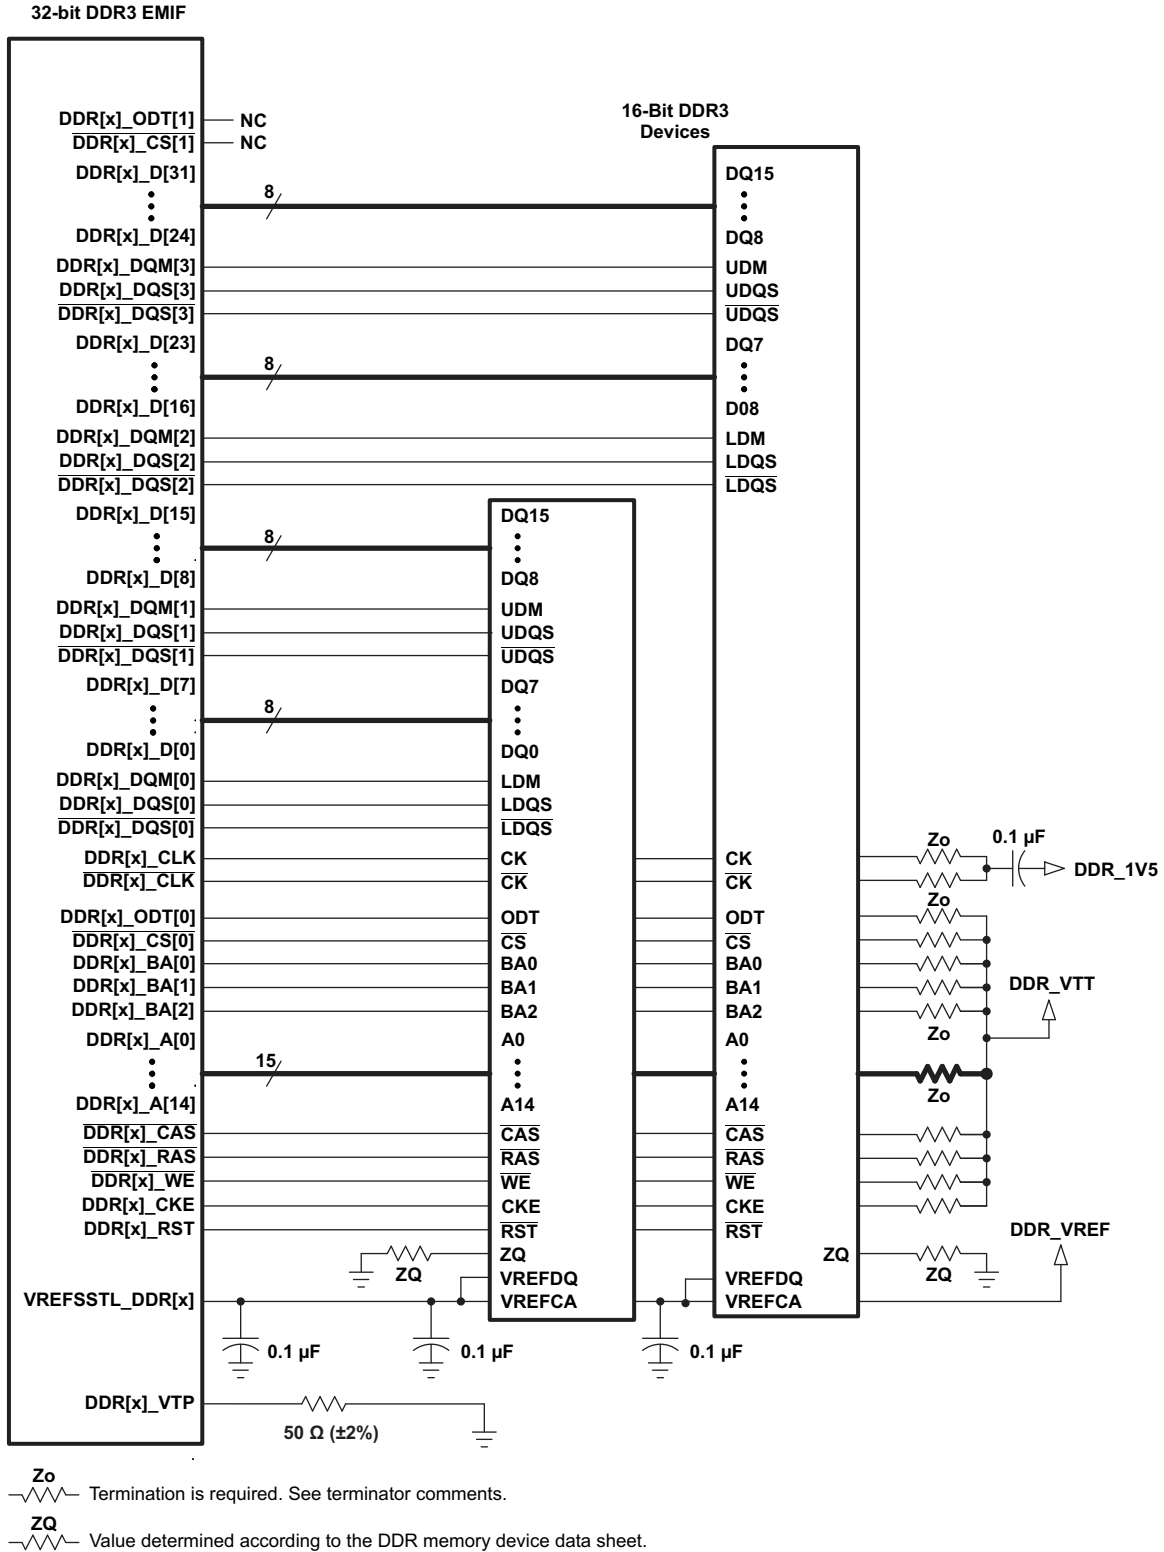 32-bit DDR3 EMIF
16-Bit DDR3
Devices
DDR[x]_ODT[1]
NC
DDR[x]_CS[1]
NC
DDR[x]_D[31]
8
DQ15
DDR[x]_D[24]
DQ8
DDR[x]_DQM[3]
UDM
DDR[x]_DQS[3]
UDQS
DDR[x]_DQS[3]
UDQS
DDR[x]_D[23]
8
DQ7
DDR[x]_D[16]
D08
DDR[x]_DQM[2]
LDM
DDR[x]_DQS[2]
LDQS
DDR[x]_DQS[2]
LDQS
DDR[x]_D[15]
8
DQ15
DDR[x]_D[8]
DQ8
DDR[x]_DQM[1]
UDM
DDR[x]_DQS[1]
UDQS
DDR[x]_DQS[1]
UDQS
DDR[x]_D[7]
8
DQ7
DDR[x]_D[0]
DQ0
DDR[x]_DQM[0]
LDM
DDR[x]_DQS[0]
LDQS
DDR[x]_DQS[0]
LDQS
Zo
0.1 µF
DDR[x]_CLK
CK
CK
DDR_1V5
DDR[x]_CLK
CK
CK
Zo
DDR[x]_ODT[0]
ODT
ODT
DDR[x]_CS[0]
CS
CS
DDR[x]_BA[0]
BA0
BA0
DDR[x]_BA[1]
BA1
BA1
DDR_VTT
DDR[x]_BA[2]
BA2
BA2
Zo
DDR[x]_A[0]
A0
A0
15
Zo
DDR[x]_A[14]
A14
A14
DDR[x]_CAS
CAS
CAS
DDR[x]_RAS
RAS
RAS
DDR[x]_WE
WE
WE
DDR[x]_CKE
CKE
CKE
DDR[x]_RST
RST
RST
DDR_VREF
ZQ
ZQ
ZQ
ZQ
VREFDQ
VREFDQ
VREFSSTL_DDR[x]
VREFCA
VREFCA
0.1 µF
0.1 µF
0.1 µF
DDR[x]_VTP
50 Ω (±2%)
Zo
Termination is required. See terminator comments.
ZQ
Value determined according to the DDR memory device data sheet.